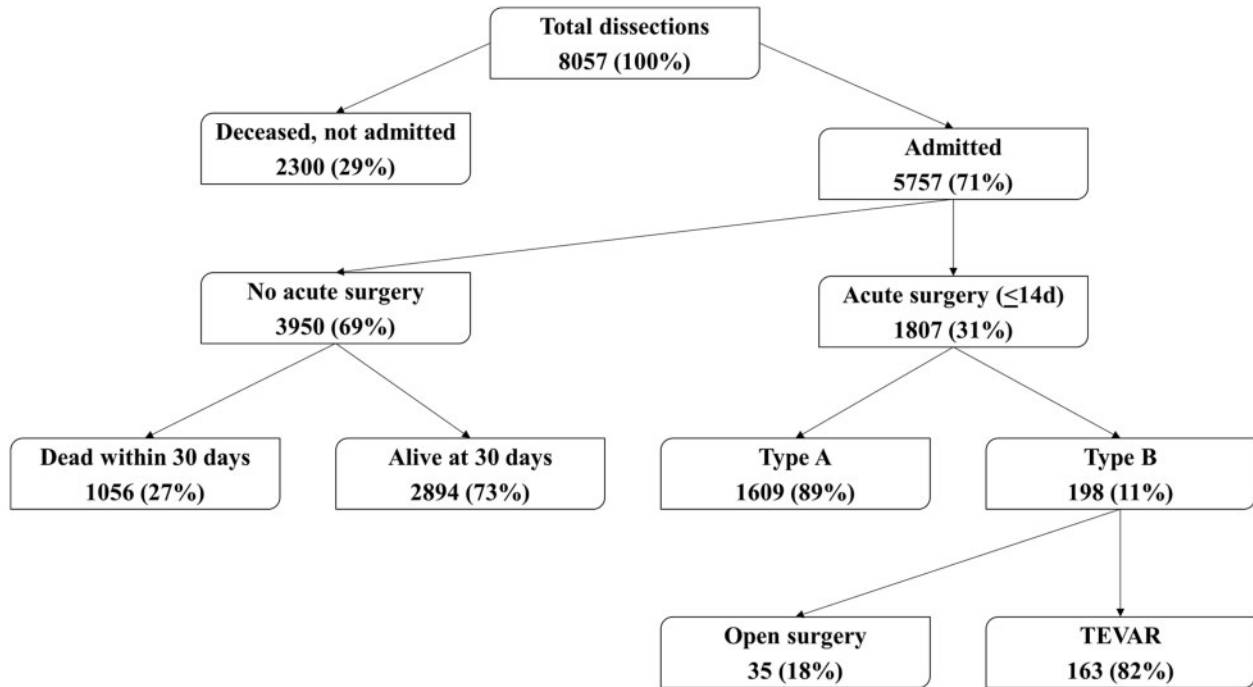 Total dissections
8057 (100%)
Deceased, not admitted
2300 (29%)
Admitted
5757 (71%)
No acute surgery
3950 (69%)
Acute surgery (≤14d)
1807 (31%)
Dead within 30 days
1056 (27%)
Alive at 30 days
2894 (73%)
Type A
1609 (89%)
Type B
198 (11%)
Open surgery
35 (18%)
TEVAR
163 (82%)